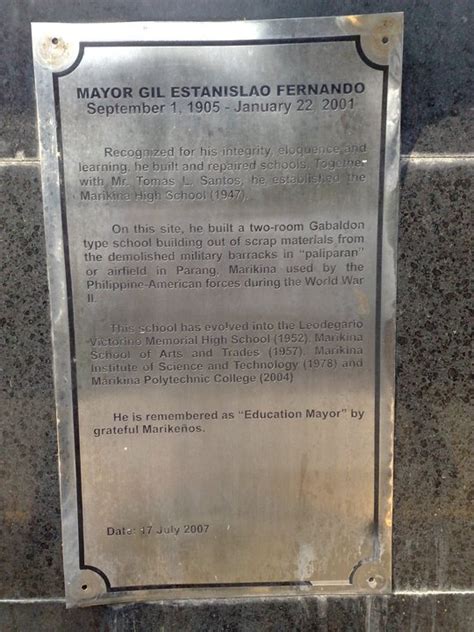 MAYOR GIL ESTANISLAO FERNANDO
September 1, 1905 - January 22, 2001
Recognized for his integrity, eloquence and
learning, he built and repaired schools. Together
with Mr. Tomas L. Santos, he established the
Marikina High School (1947).
On this site, he built a two-room Gabaldon
type school building out of scrap materials from
the demolished military barracks in “paliparan”
or airfield in Parang, Marikina used by the
Philippine-American forces during the World War
II.
This school has evolved into the Leodegario
Victorino Memorial High School (1952), Marikina
School of Arts and Trades (1957), Marikina
Institute of Science and Technology (1978) and
Marikina Polytechnic College (2004)
He is remembered as “Education Mayor” by
grateful Marikeños.
Date: 17 July 2007